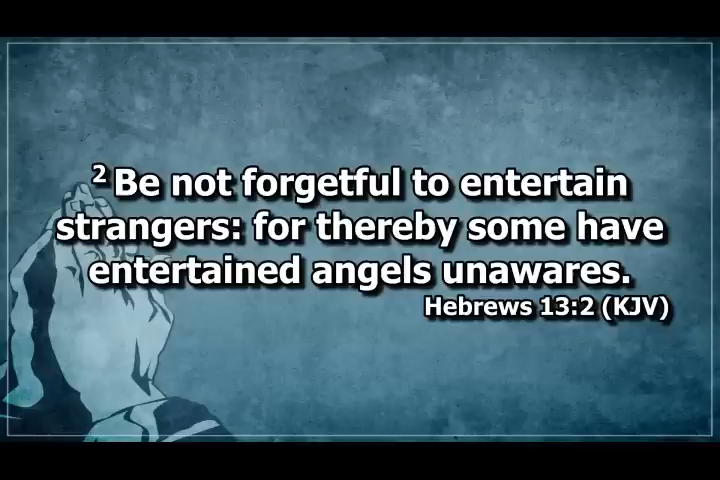 2 Be not forgetful to entertain
strangers: for thereby some have
entertained angels unawares.
Hebrews 13:2 (KJV)